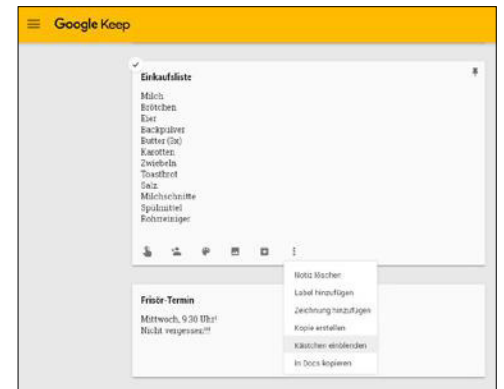 Google Keep
Einkaufsliste
Milch
Brötchen
Eier
Backpulver
Butter (2x)
Karotten
Zwiebeln
Toastbrot
Salz
Milchschnitte
Spülmittel
Rohrreiniger
Notiz löschen
Label hinzufügen
Zeichnung hinzufügen
Kopie erstellen
Kästchen einblenden
In Docs kopieren
Frisör-Termin
Mittwoch, 9.30 Uhr!
Nicht vergessen!!!